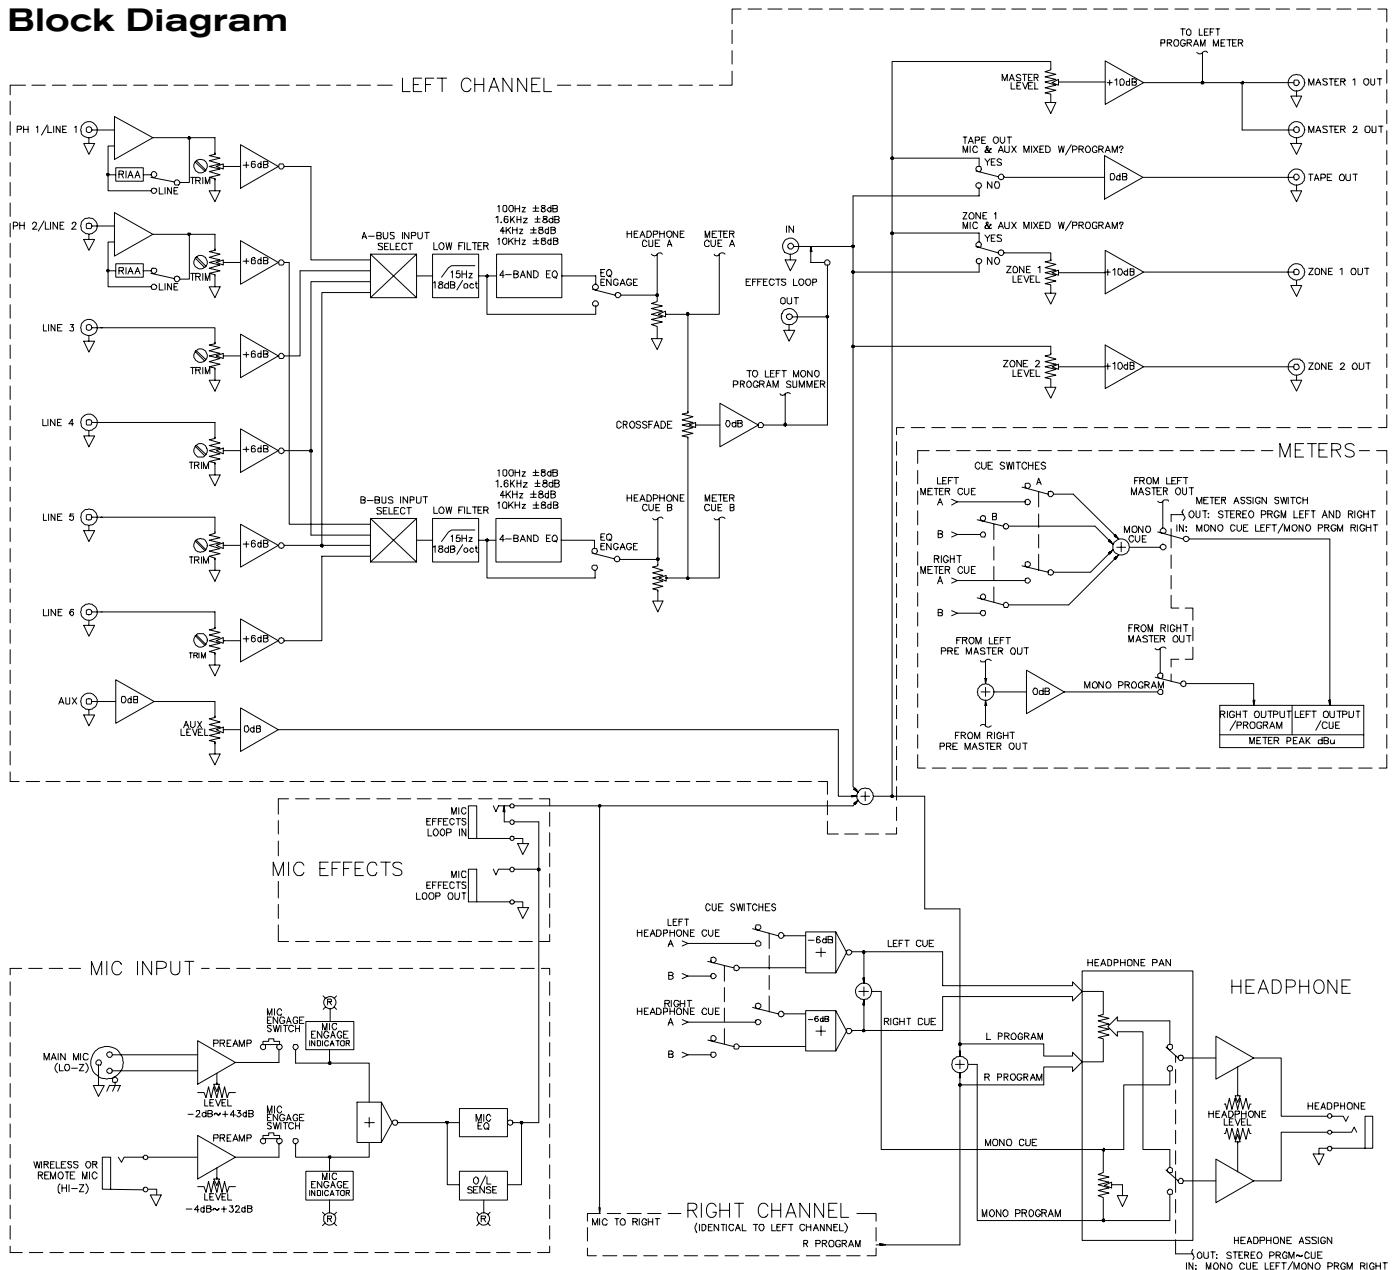 Block Diagram
LEFT CHANNEL
PH 1/LINE 1
RIAA
LINE
TRIM
+6dB
PH 2/LINE 2
RIAA
LINE
TRIM
+6dB
LINE 3
TRIM
+6dB
LINE 4
TRIM
+6dB
LINE 5
TRIM
+6dB
LINE 6
TRIM
+6dB
AUX
0dB
AUX
LEVEL
0dB
A-BUS INPUT
SELECT
LOW FILTER
15Hz
18dB/oct
100Hz ±8dB
1.6KHz ±8dB
4KHz ±8dB
10KHz ±8dB
4-BAND EQ
EQ
ENGAGE
HEADPHONE
CUE A
METER
CUE A
B-BUS INPUT
SELECT
LOW FILTER
15Hz
18dB/oct
100Hz ±8dB
1.6KHz ±8dB
4KHz ±8dB
10KHz ±8dB
4-BAND EQ
EQ
ENGAGE
HEADPHONE
CUE B
METER
CUE B
CROSSFADE
0dB
TO LEFT MONO
PROGRAM SUMMER
IN
EFFECTS LOOP
OUT
MASTER
LEVEL
+10dB
TO LEFT
PROGRAM METER
MASTER 1 OUT
MASTER 2 OUT
TAPE OUT
MIC & AUX MIXED W/PROGRAM?
YES
NO
0dB
TAPE OUT
ZONE 1
MIC & AUX MIXED W/PROGRAM?
YES
NO
ZONE 1
LEVEL
+10dB
ZONE 1 OUT
ZONE 2
LEVEL
+10dB
ZONE 2 OUT
METERS
CUE SWITCHES
LEFT
METER CUE
A
A
B
B
RIGHT
METER CUE
A
B
MONO
CUE
FROM LEFT
MASTER OUT
METER ASSIGN SWITCH
OUT: STEREO PRGM LEFT AND RIGHT
IN: MONO CUE LEFT/MONO PRGM RIGHT
FROM RIGHT
MASTER OUT
FROM LEFT
PRE MASTER OUT
0dB
MONO PROGRAM
FROM RIGHT
PRE MASTER OUT
RIGHT OUTPUT
/PROGRAM
LEFT OUTPUT
/CUE
METER PEAK dBu
MIC EFFECTS
MIC
EFFECTS
LOOP IN
MIC
EFFECTS
LOOP OUT
MIC INPUT
MAIN MIC
(LO-Z)
PREAMP
LEVEL
-2dB~+43dB
MIC
ENGAGE
SWITCH
R
MIC
ENGAGE
INDICATOR
WIRELESS OR
REMOTE MIC
(HI-Z)
PREAMP
LEVEL
-4dB~+32dB
MIC
ENGAGE
SWITCH
MIC
ENGAGE
INDICATOR
R
MIC
EQ
O/L
SENSE
R
CUE SWITCHES
LEFT
HEADPHONE CUE
A
B
RIGHT
HEADPHONE CUE
A
B
-6dB
-6dB
LEFT CUE
RIGHT CUE
L PROGRAM
R PROGRAM
MONO CUE
MONO PROGRAM
HEADPHONE PAN
HEADPHONE
HEADPHONE
LEVEL
HEADPHONE
HEADPHONE ASSIGN
OUT: STEREO PRGM~CUE
IN: MONO CUE LEFT/MONO PRGM RIGHT
RIGHT CHANNEL
(IDENTICAL TO LEFT CHANNEL)
MIC TO RIGHT
R PROGRAM